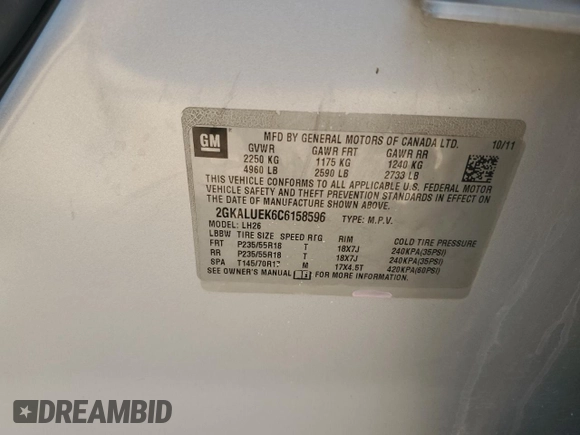 GM
MFD BY GENERAL MOTORS OF CANADA LTD. 10/11
GVWR GAWR FRT GAWR RR
2250 KG 1175 KG 1240 KG
4960 LB 2590 LB 2733 LB
THIS VEHICLE CONFORMS TO ALL APPLICABLE U.S. FEDERAL MOTOR
VEHICLE SAFETY AND THEFT PREVENTION STANDARDS IN EFFECT ON
THE DATE OF MANUFACTURE SHOWN ABOVE.
2GKALUEK6C6158596 TYPE: M.P.V.
MODEL: LH26
LBBW TIRE SIZE SPEED RTG RIM COLD TIRE PRESSURE
FRT P235/55R18 T 18X7J 240KPA(35PSI)
RR P235/55R18 T 18X7J 240KPA(35PSI)
SPA T145/70R17 M 17X4.5T 420KPA(60PSI)
SEE OWNER'S MANUAL FOR MORE INFORMATION.
DREAMBID